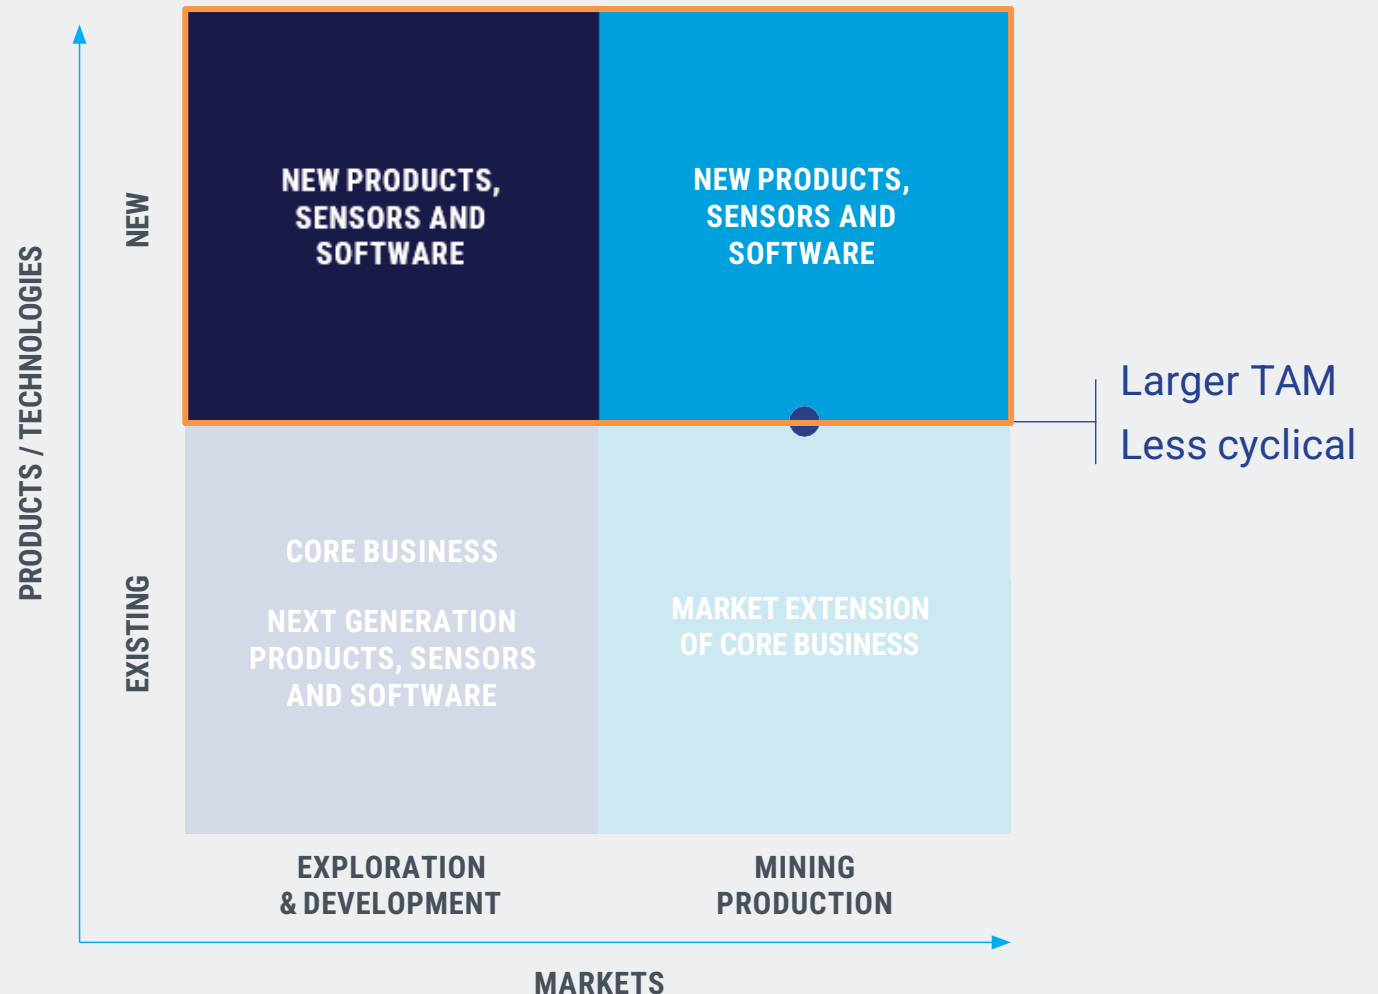 PRODUCTS / TECHNOLOGIES
NEW
NEW PRODUCTS,
SENSORS AND
SOFTWARE
NEW PRODUCTS,
SENSORS AND
SOFTWARE
Larger TAM
Less cyclical
EXISTING
CORE BUSINESS
NEXT GENERATION
PRODUCTS, SENSORS
AND SOFTWARE
MARKET EXTENSION
OF CORE BUSINESS
EXPLORATION
& DEVELOPMENT
MINING
PRODUCTION
MARKETS